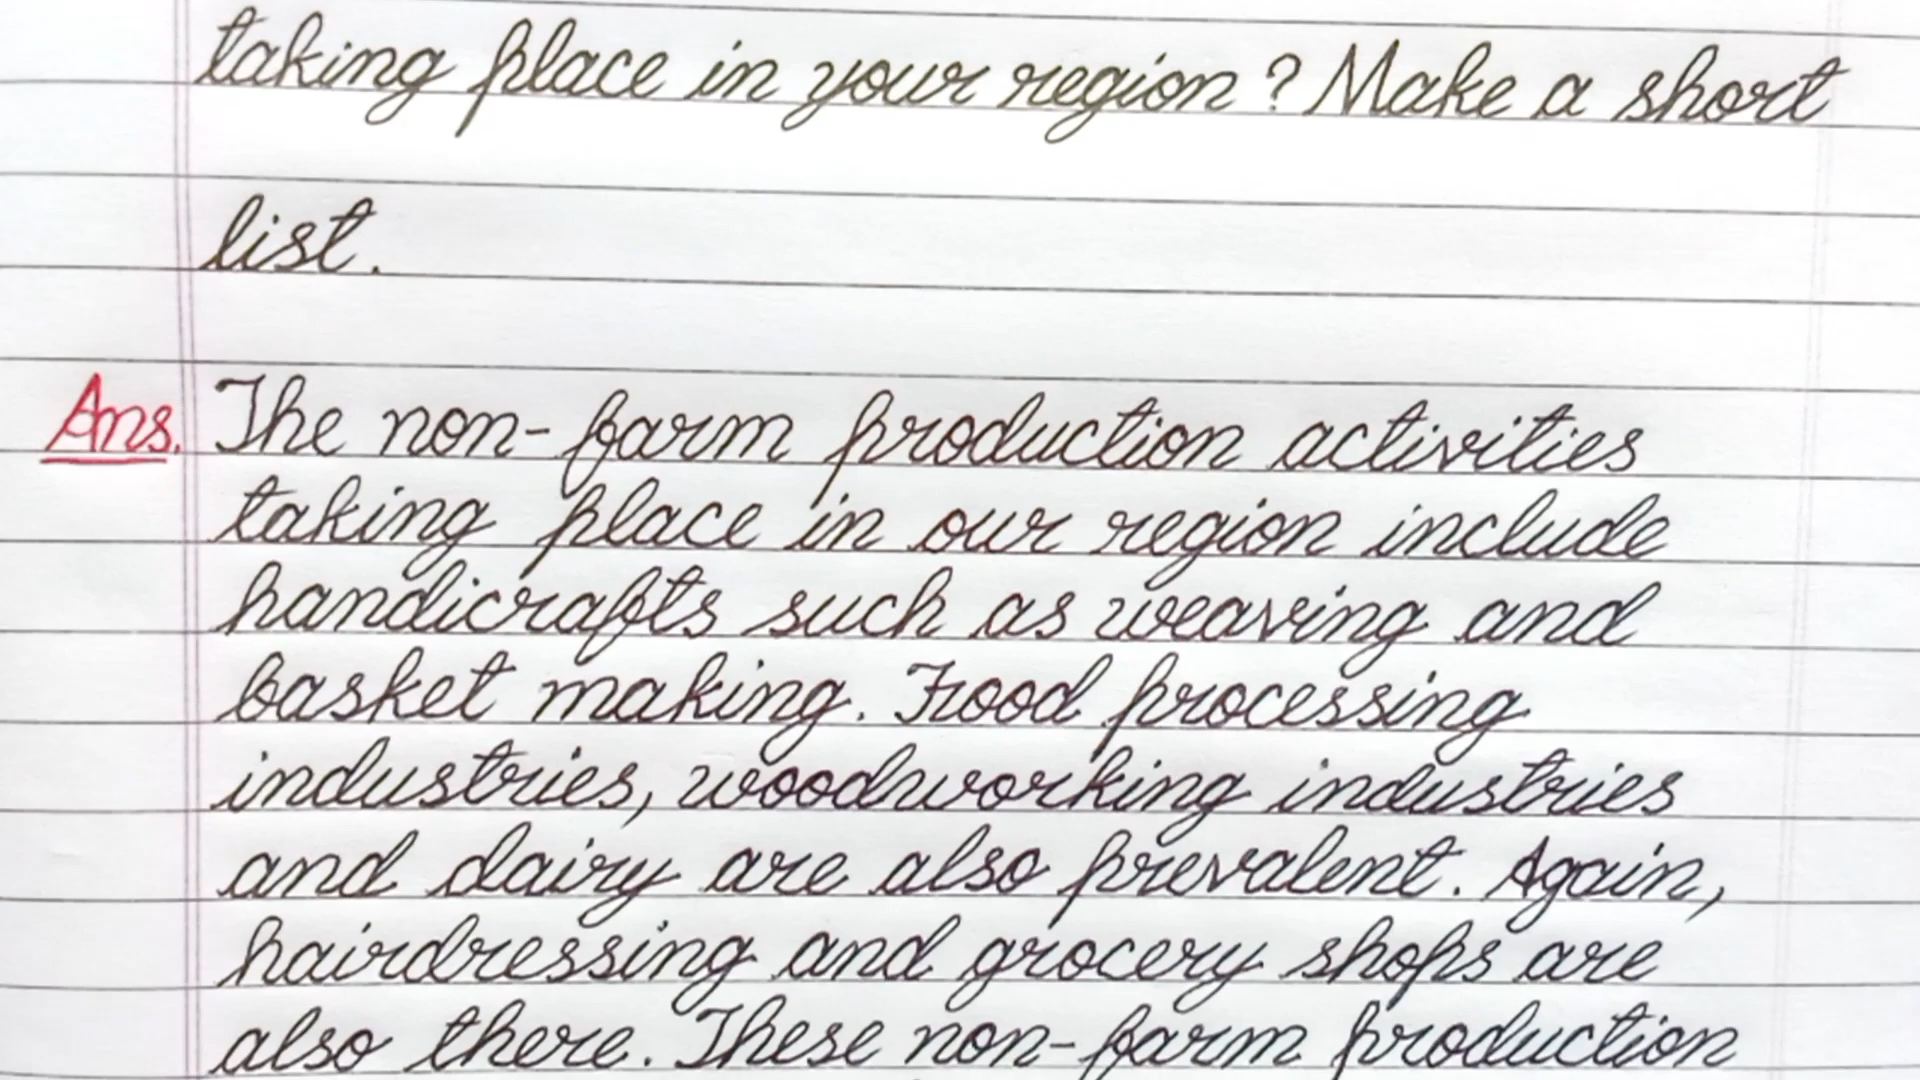 taking place in your region? Make a short
list.
Ans. The non-farm production activities
taking place in our region include
handicrafts such as weaving and
basket making. Food processing
industries, woodworking industries
and dairy are also prevalent. Again,
hairdressing and grocery shops are
also there. These non-farm production